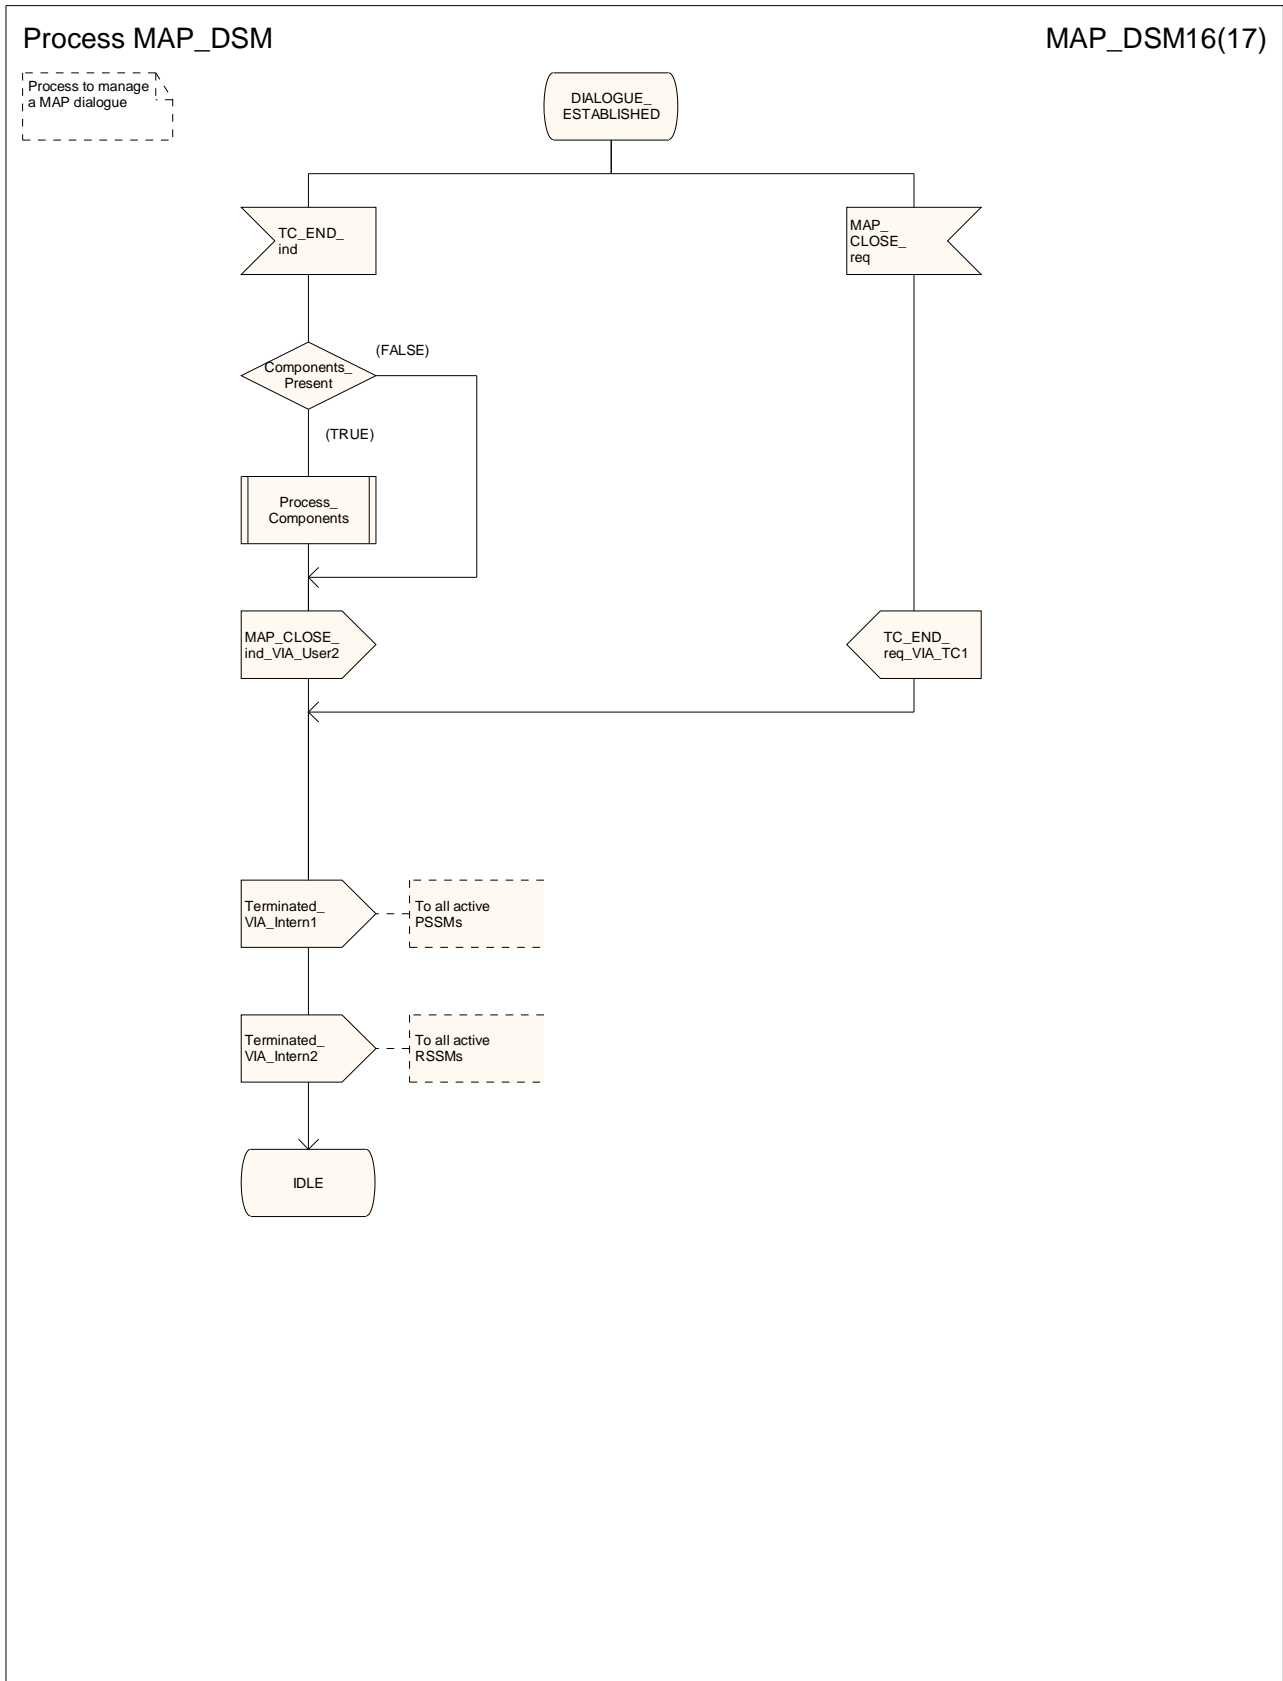 Process MAP_DSM
MAP_DSM16(17)
Process to manage
a MAP dialogue
DIALOGUE_
ESTABLISHED
TC_END_
ind
MAP_
CLOSE_
req
Components_
Present
(FALSE)
(TRUE)
Process_
Components
MAP_CLOSE_
ind_VIA_User2
TC_END_
req_VIA_TC1
Terminated_
VIA_Intern1
To all active
PSSMs
Terminated_
VIA_Intern2
To all active
RSSMs
IDLE